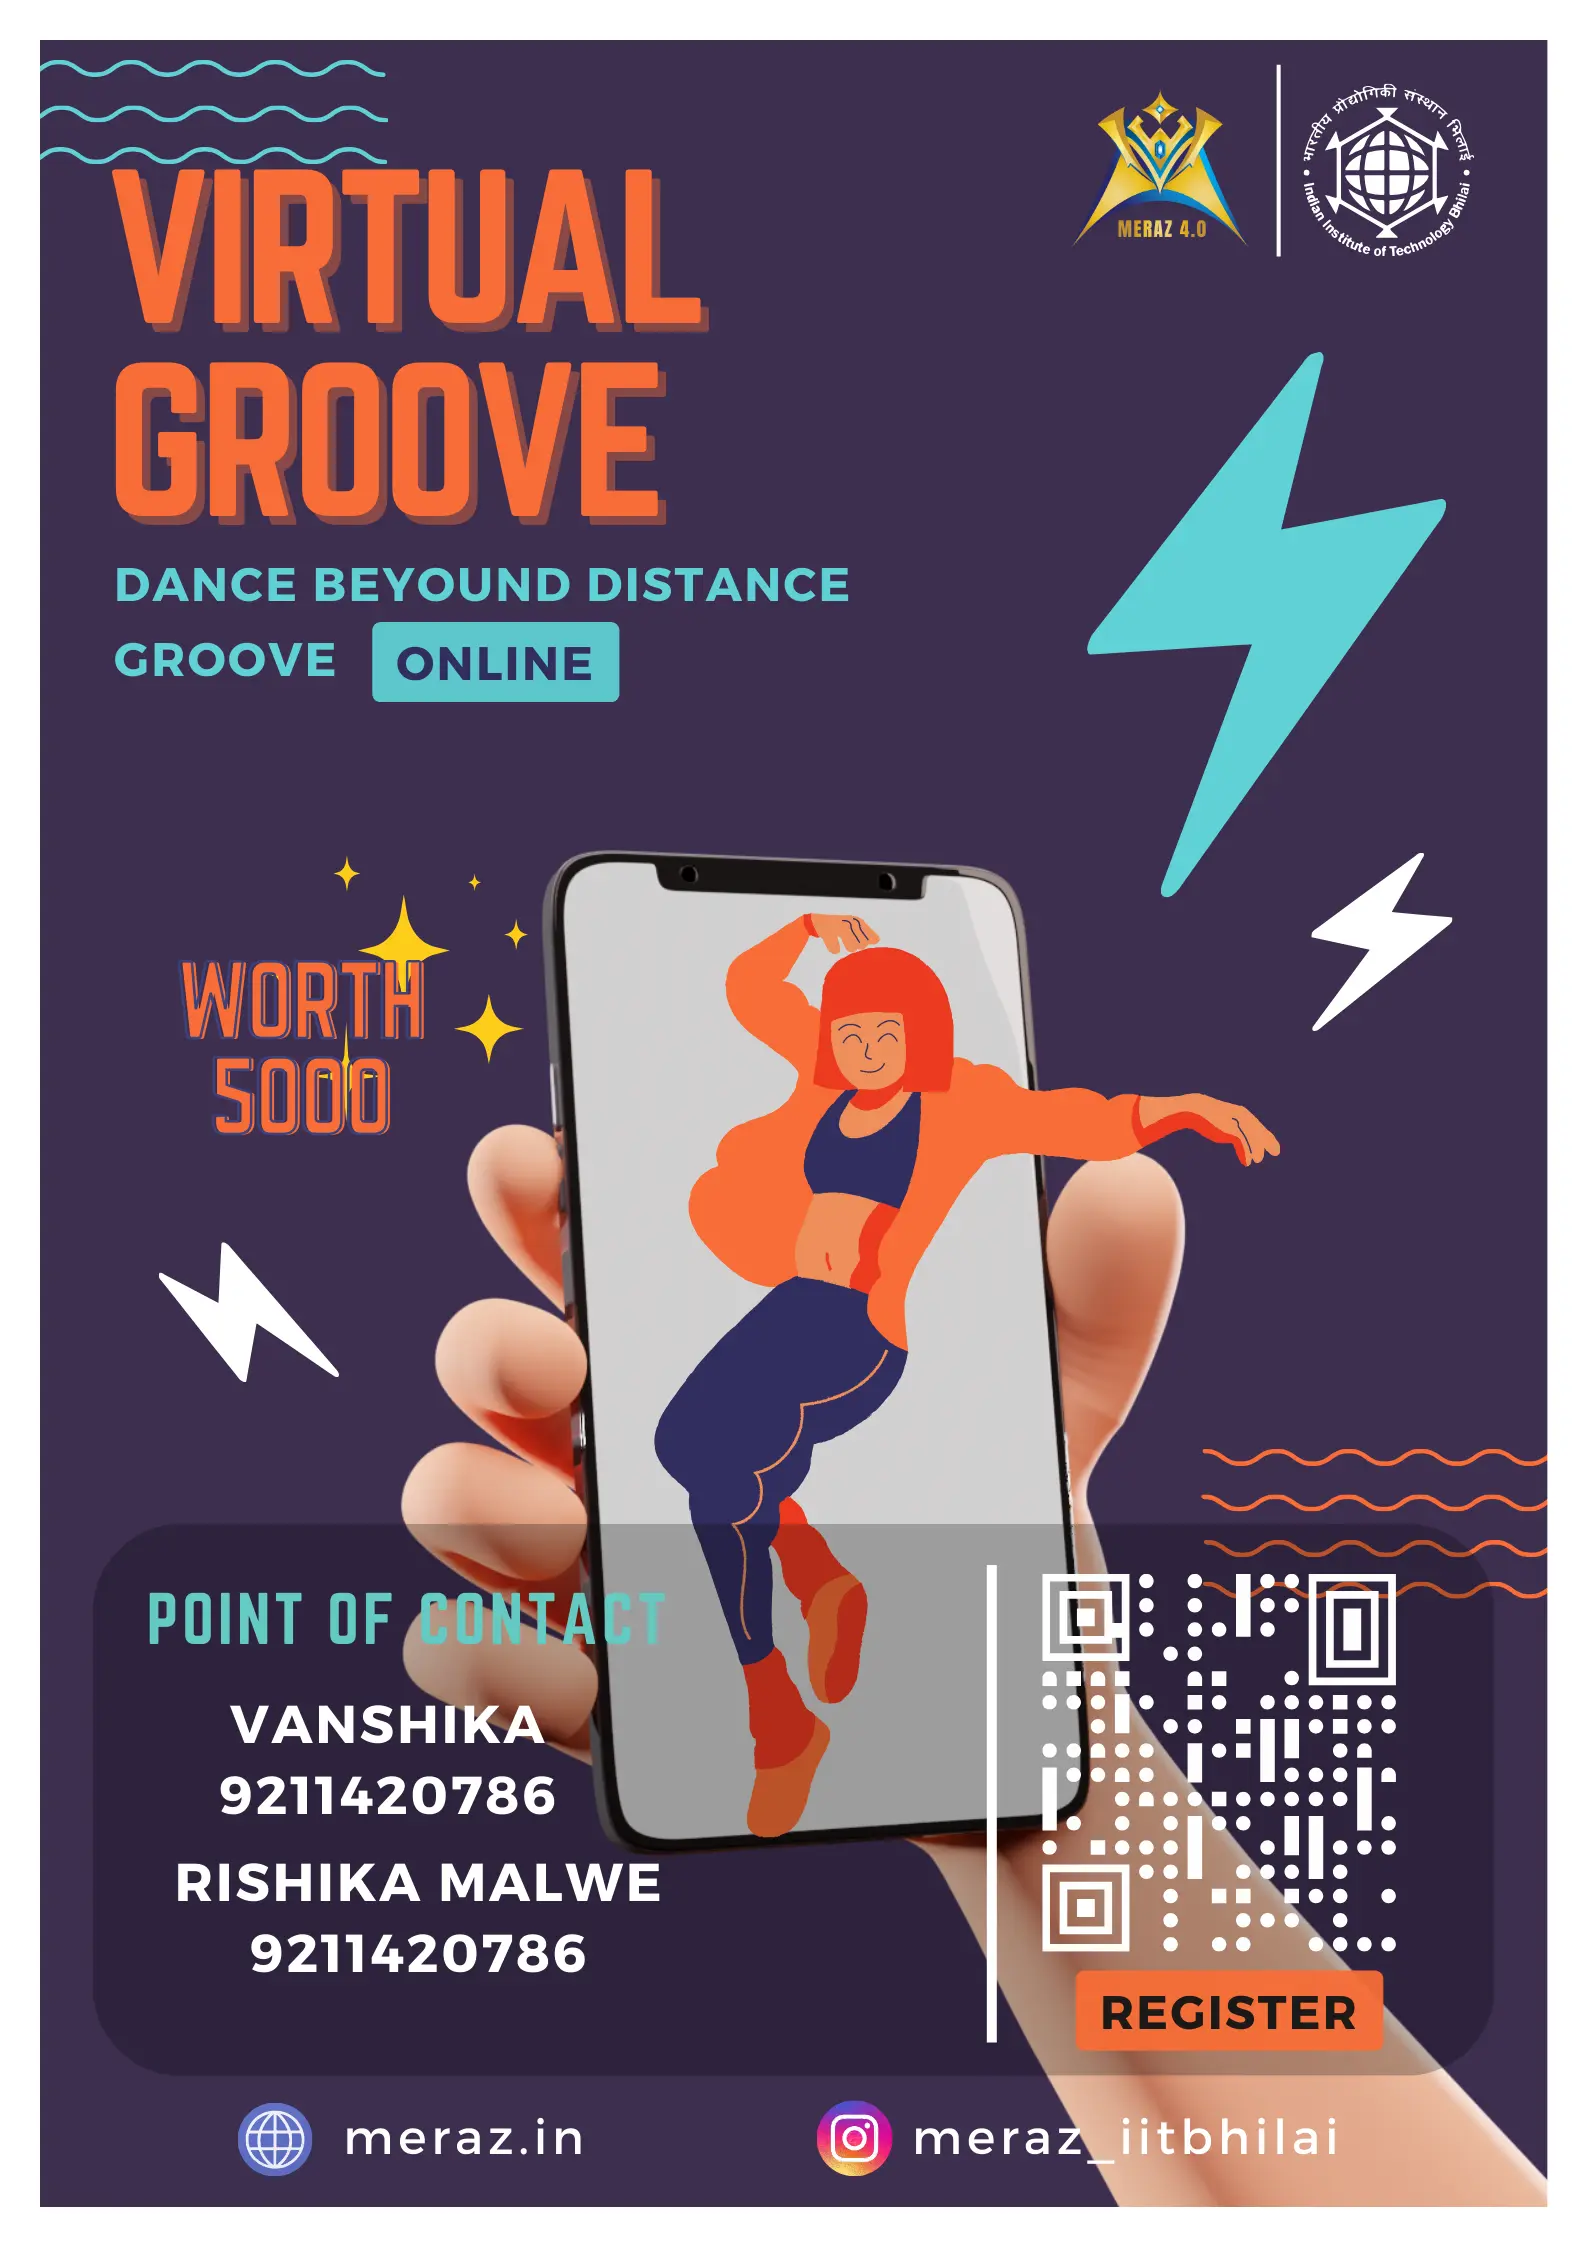 MERAZ 4.0
भारतीय प्रौद्योगिकी संस्थान भिलाई
Indian Institute of Technology Bhilai
VIRTUAL
GROOVE
DANCE BEYOUND DISTANCE
GROOVE ONLINE
WORTH
5000
POINT OF CONTACT
VANSHIKA
9211420786
RISHIKA MALWE
9211420786
REGISTER
meraz.in
meraz_iitbhilai